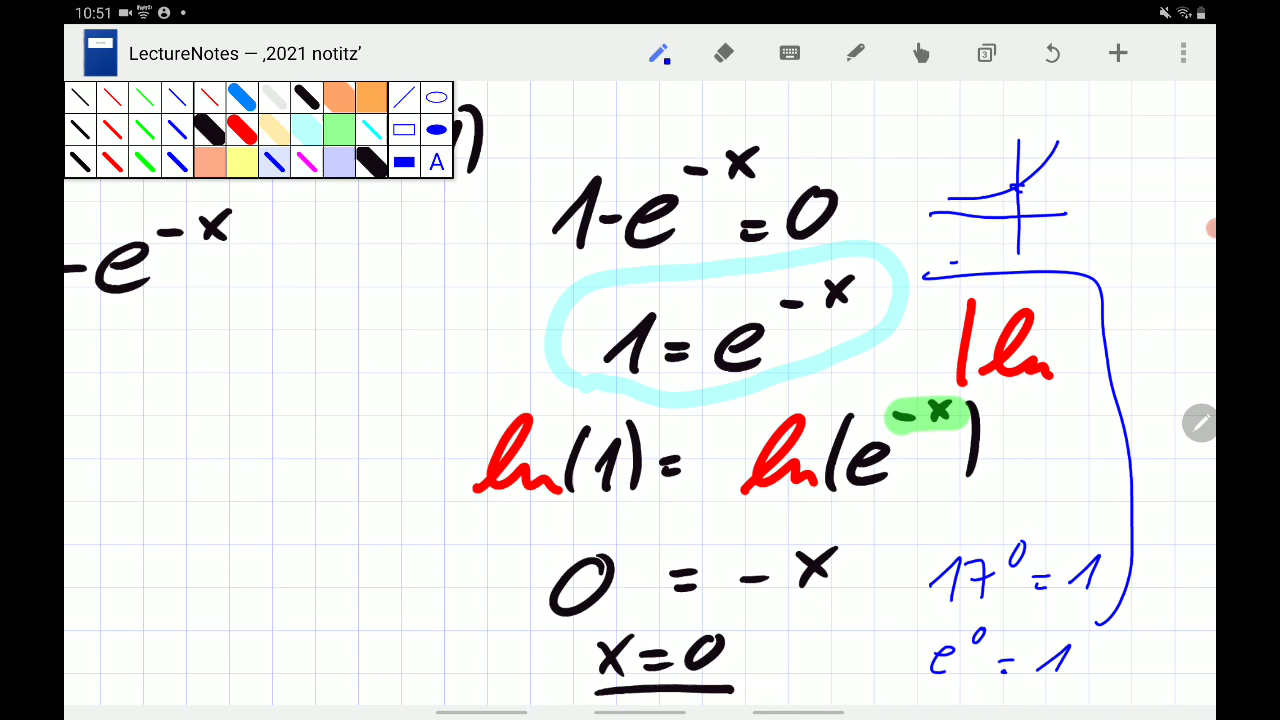 10:51
LectureNotes — ‚2021 notitz’
3
A
)
-e^-x
1-e^-x=0
1=e^-x
|ln
ln(1)= ln(e^-x)
0 = -x
x=0
17^0=1
e^0=1